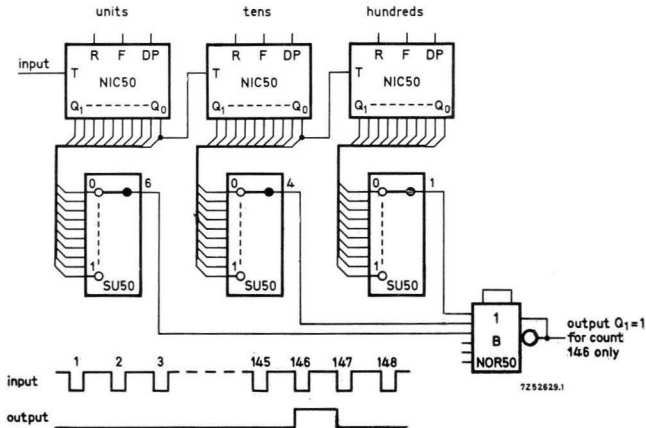 units tens hundreds
R F DP R F DP R F DP
input T NIC50 T NIC50 T NIC50
Q1 Q0 Q1 Q0 Q1 Q0
0 6 0 4 0 1
1 SU50 1 SU50 1 SU50
1
B
NOR50
output Q1=1
for count
146 only
7Z52629.1
1 2 3 145 146 147 148
input
output